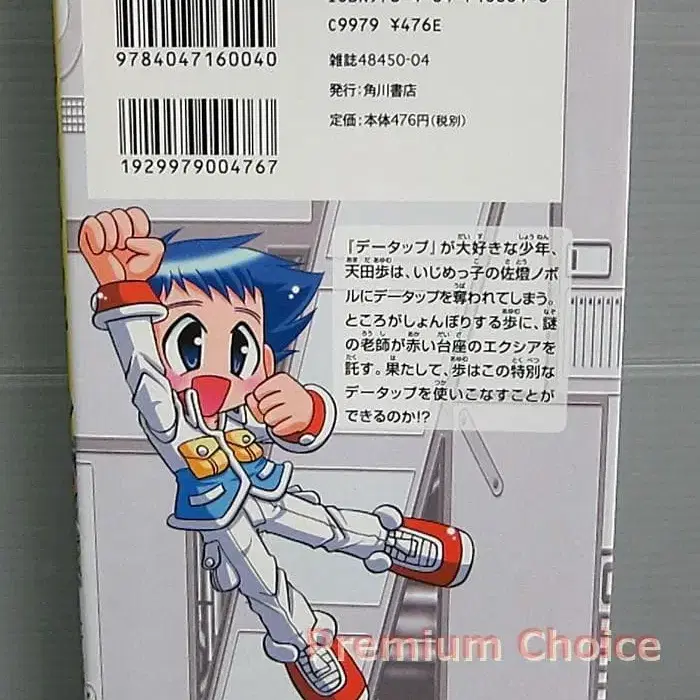 C9979 ¥476E
9784047160040
雑誌48450-04
発行:角川書店
定価:本体476円(税別)
1929979004767
『データップ』が大好きな少年、
天田歩は、いじめっ子の佐燈ノボ
ルにデータップを奪われてしまう。
ところがしょんぼりする歩に、謎
の老師が赤い台座のエクシアを
託す。果たして、歩はこの特別な
データップを使いこなすことが
できるのか!?
Premium Choice